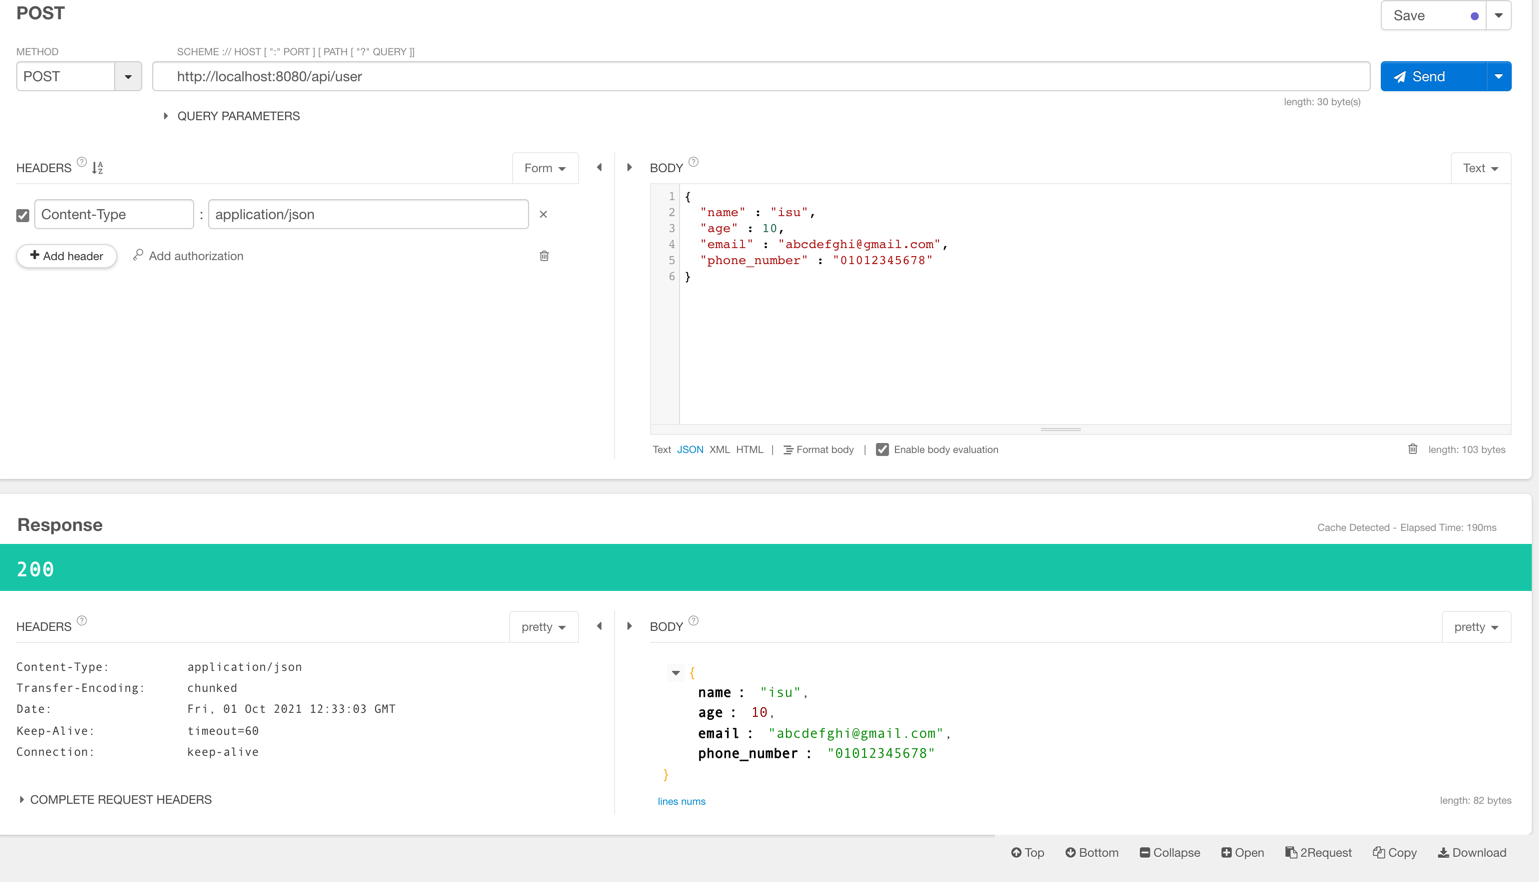 POST
Save
METHOD
SCHEME :// HOST [ ":" PORT ] [ PATH [ "?" QUERY ]]
POST
http://localhost:8080/api/user
Send
length: 30 byte(s)
QUERY PARAMETERS
HEADERS ?
Form
Content-Type : application/json ×
+ Add header
Add authorization
BODY ?
Text
1 {
2 "name" : "isu",
3 "age" : 10,
4 "email" : "abcdefghi@gmail.com",
5 "phone_number" : "01012345678"
6 }
Text JSON XML HTML | Format body | Enable body evaluation
length: 103 bytes
Response
Cache Detected - Elapsed Time: 190ms
200
HEADERS ?
pretty
Content-Type: application/json
Transfer-Encoding: chunked
Date: Fri, 01 Oct 2021 12:33:03 GMT
Keep-Alive: timeout=60
Connection: keep-alive
COMPLETE REQUEST HEADERS
BODY ?
pretty
{
name : "isu",
age : 10,
email : "abcdefghi@gmail.com",
phone_number : "01012345678"
}
lines nums
length: 82 bytes
Top Bottom Collapse Open 2Request Copy Download